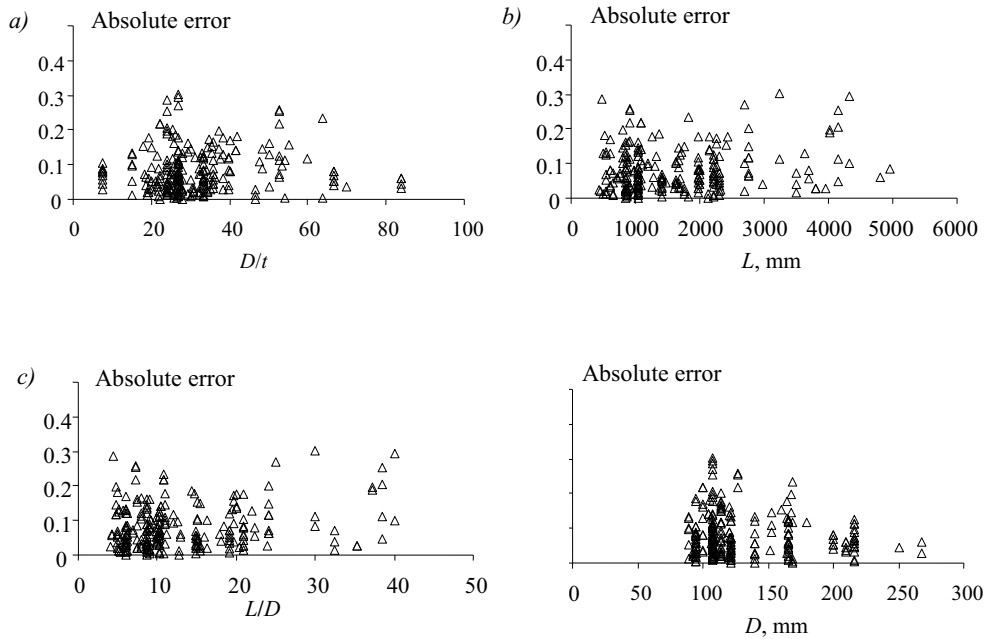 a) Absolute error
0.4
0.3
0.2
0.1
0
0 20 40 60 80 100
D/t
b) Absolute error
0.4
0.3
0.2
0.1
0
0 1000 2000 3000 4000 5000 6000
L, mm
c) Absolute error
0.4
0.3
0.2
0.1
0
0 10 20 30 40 50
L/D
Absolute error
0 50 100 150 200 250 300
D, mm